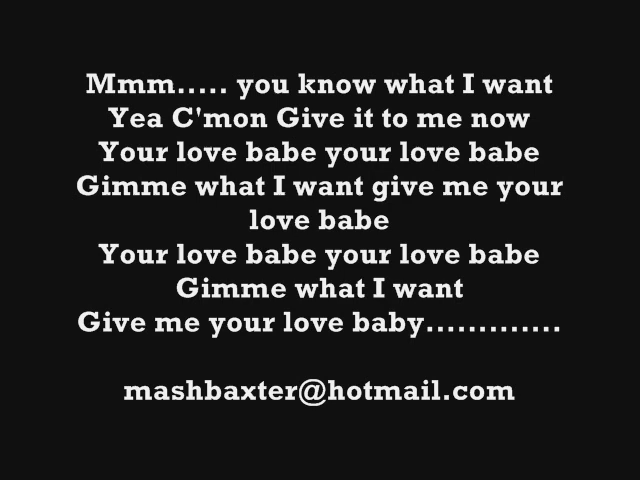 Mmm..... you know what I want
Yea C'mon Give it to me now
Your love babe your love babe
Gimme what I want give me your
love babe
Your love babe your love babe
Gimme what I want
Give me your love baby.............
mashbaxter@hotmail.com